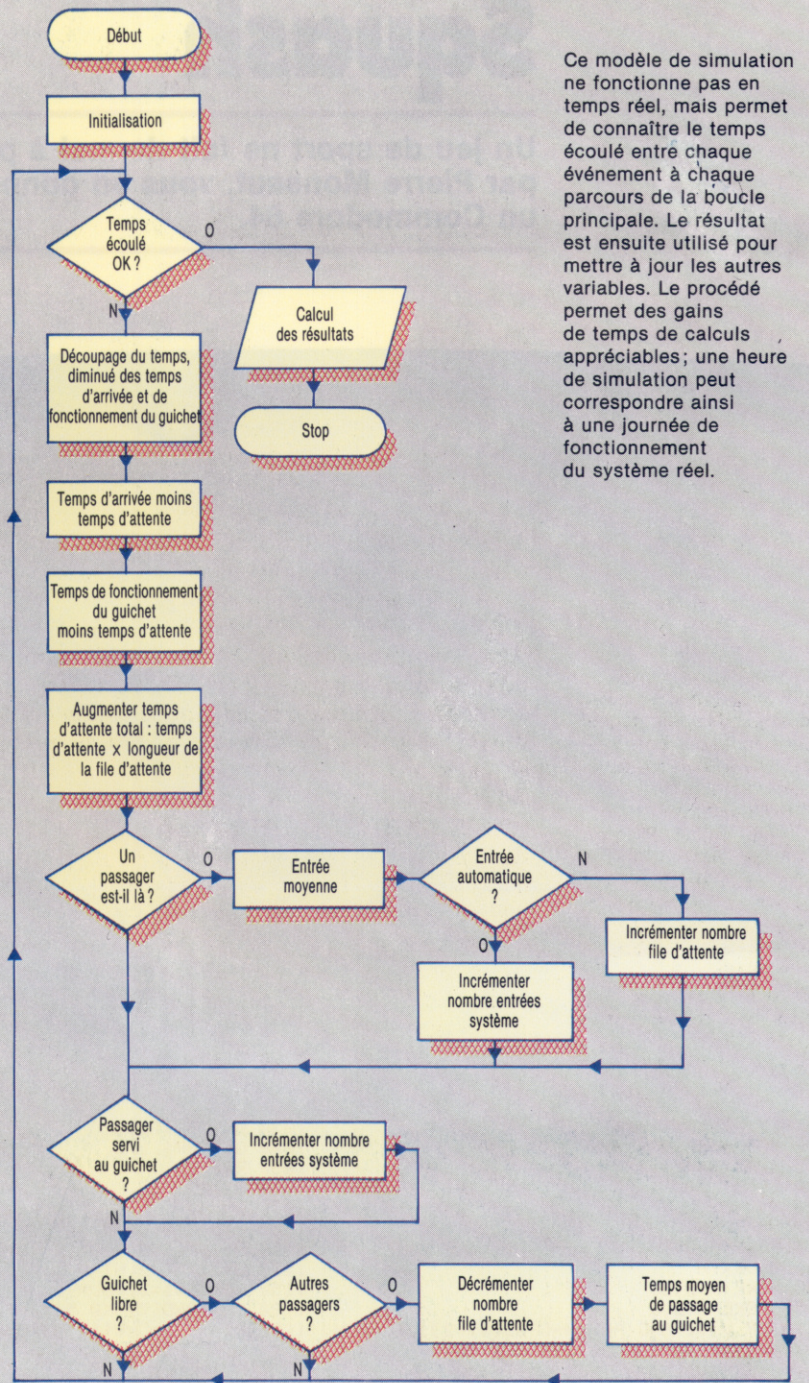 Début
Initialisation
Temps
écoulé
OK?
O
N
Calcul
des résultats
Stop
Découpage du temps,
diminué des temps
d'arrivée et de
fonctionnement du guichet
Temps d'arrivée moins
temps d'attente
Temps de fonctionnement
du guichet
moins temps d'attente
Augmenter temps
d'attente total : temps
d'attente × longueur de
la file d'attente
Un
passager
est-il là?
O
Entrée
moyenne
Entrée
automatique
?
N
O
Incrémenter nombre
file d'attente
Incrémenter
nombre entrées
système
Passager
servi
au guichet
?
O
N
Incrémenter nombre
entrées système
Guichet
libre
?
O
N
Autres
passagers
?
O
N
Décrémenter
nombre
file d'attente
Temps moyen
de passage
au guichet
Ce modèle de simulation
ne fonctionne pas en
temps réel, mais permet
de connaître le temps
écoulé entre chaque
événement à chaque
parcours de la boucle
principale. Le résultat
est ensuite utilisé pour
mettre à jour les autres
variables. Le procédé
permet des gains
de temps de calculs
appréciables; une heure
de simulation peut
correspondre ainsi
à une journée de
fonctionnement
du système réel.